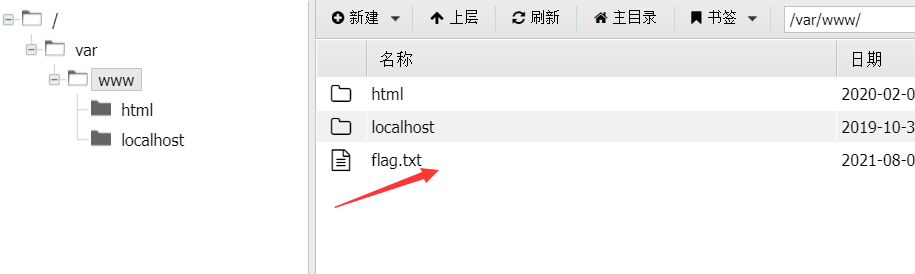 /
var
www
html
localhost
新建 上层 刷新 主目录 书签 /var/www/
名称 日期
html 2020-02-0
localhost 2019-10-3
flag.txt 2021-08-0